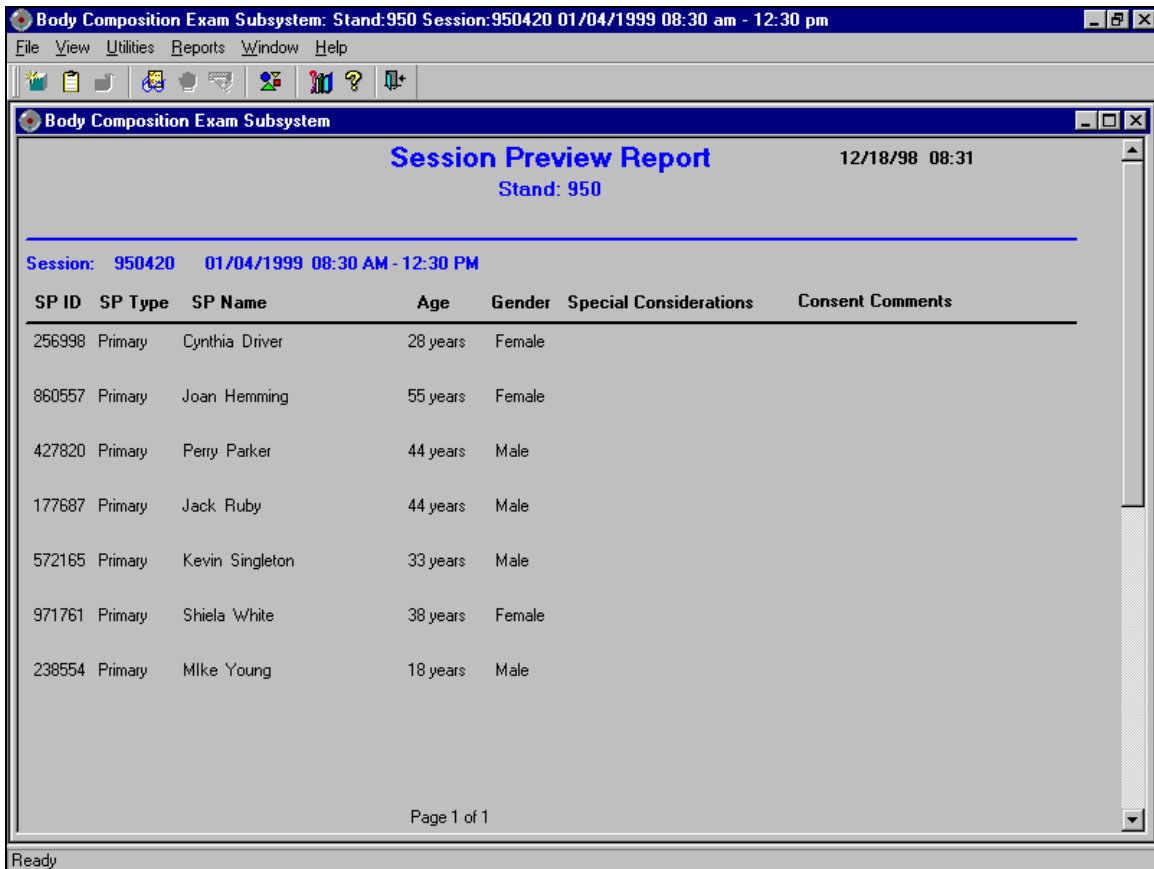 Body Composition Exam Subsystem: Stand:950 Session:950420 01/04/1999 08:30 am - 12:30 pm
File View Utilities Reports Window Help
Body Composition Exam Subsystem
Session Preview Report 12/18/98 08:31
Stand: 950
Session: 950420 01/04/1999 08:30 AM - 12:30 PM
SP ID SP Type SP Name Age Gender Special Considerations Consent Comments
256998 Primary Cynthia Driver 28 years Female
860557 Primary Joan Hemming 55 years Female
427820 Primary Perry Parker 44 years Male
177687 Primary Jack Ruby 44 years Male
572165 Primary Kevin Singleton 33 years Male
971761 Primary Shiela White 38 years Female
238554 Primary MIke Young 18 years Male
Page 1 of 1
Ready